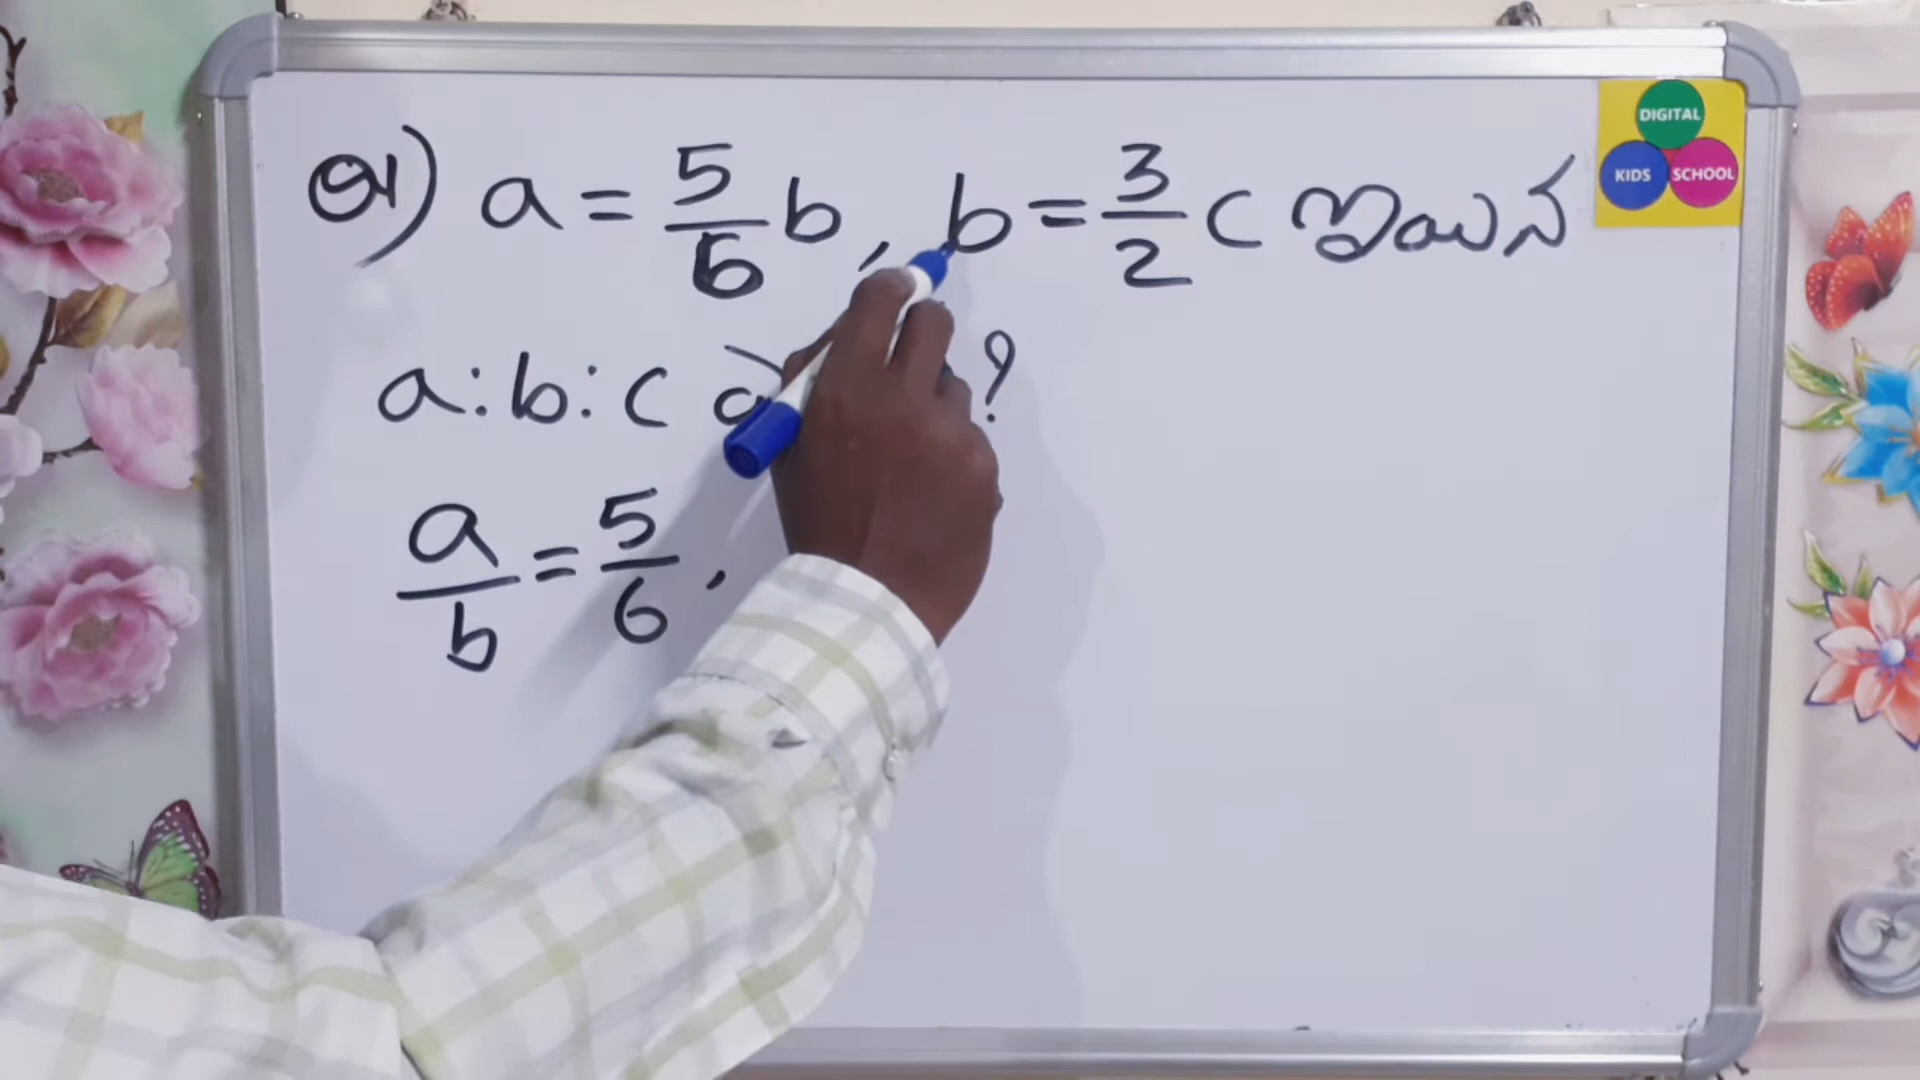 a = 5/6 b, b = 3/2 c అయిన
a : b : c ?
a/b = 5/6 ,
DIGITAL
KIDS SCHOOL